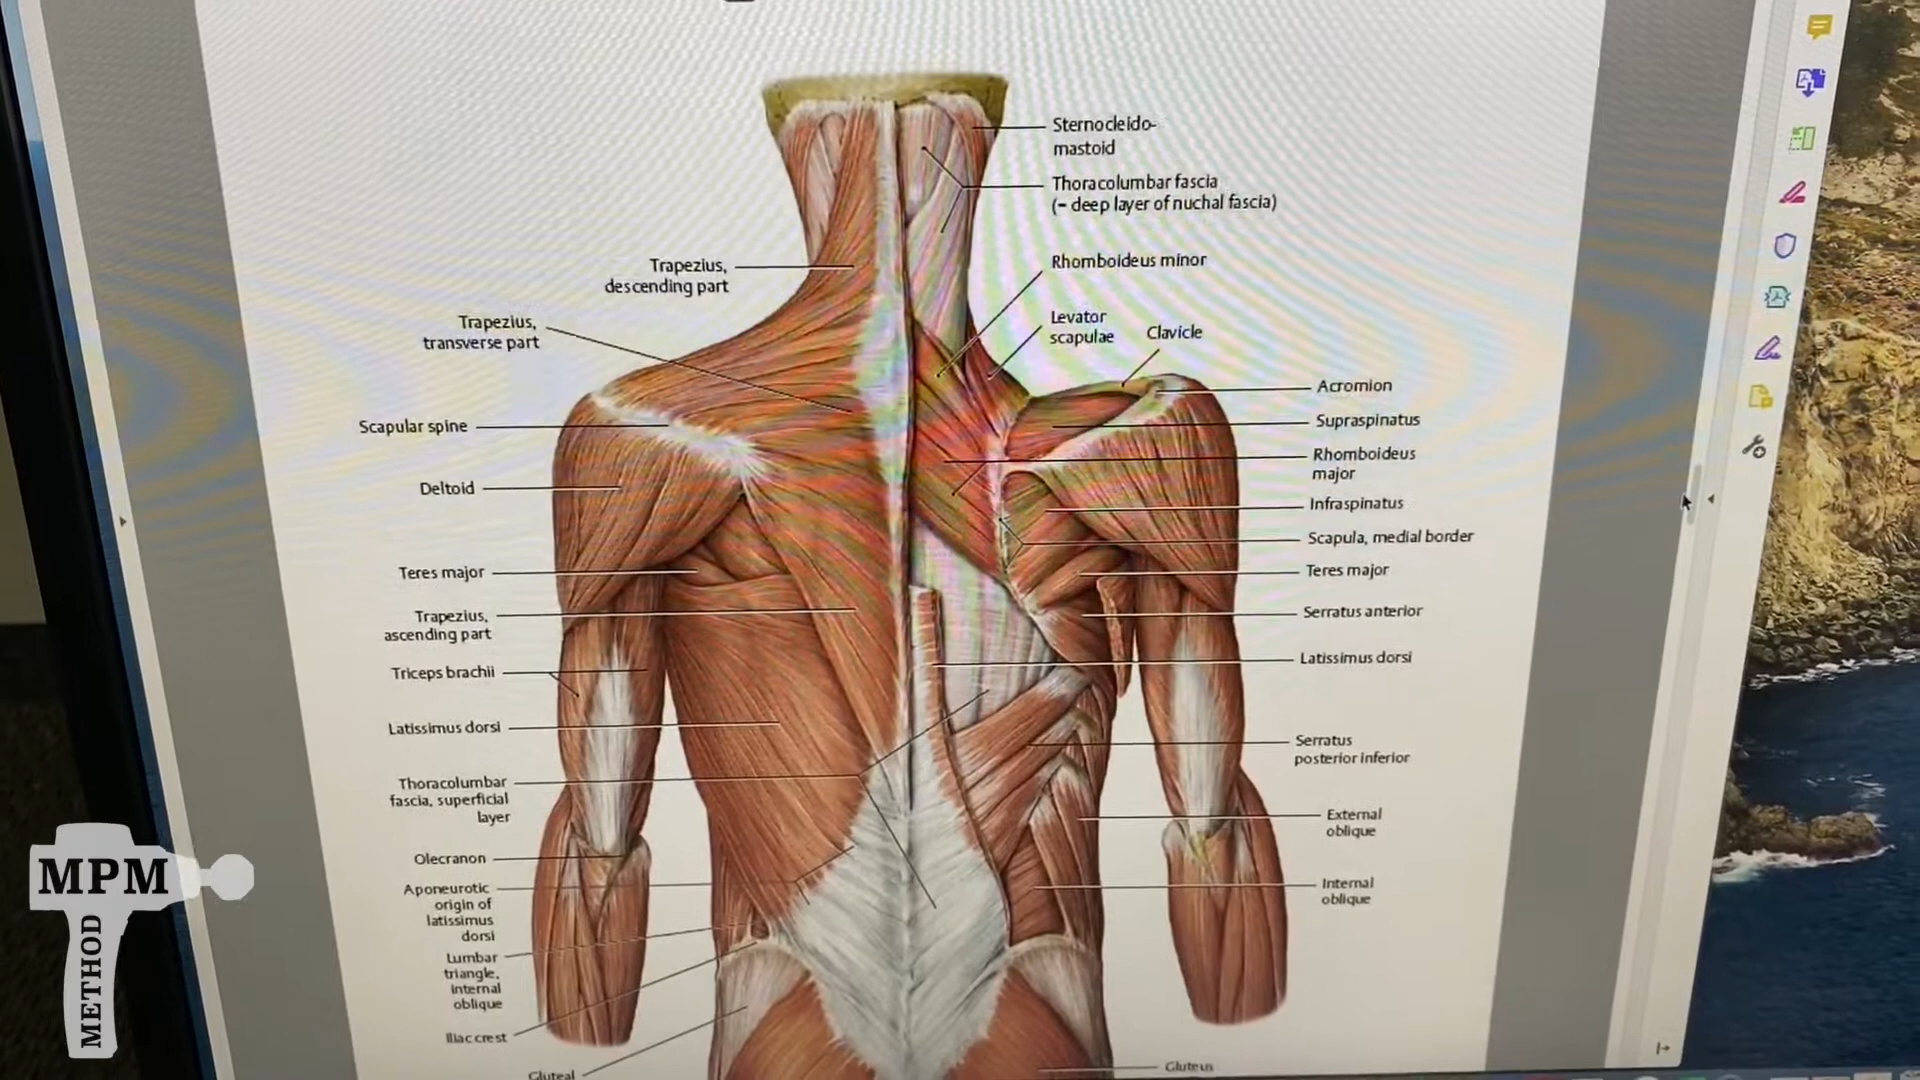 Sternocleido-
mastoid
Thoracolumbar fascia
(= deep layer of nuchal fascia)
Rhomboideus minor
Levator
scapulae
Clavicle
Acromion
Supraspinatus
Rhomboideus
major
Infraspinatus
Scapula, medial border
Teres major
Serratus anterior
Latissimus dorsi
Serratus
posterior inferior
External
oblique
Internal
oblique
Gluteus
Trapezius,
descending part
Trapezius,
transverse part
Scapular spine
Deltoid
Teres major
Trapezius,
ascending part
Triceps brachii
Latissimus dorsi
Thoracolumbar
fascia, superficial
layer
Olecranon
Aponeurotic
origin of
latissimus
dorsi
Lumbar
triangle,
internal
oblique
Iliac crest
Gluteal
MPM
METHOD